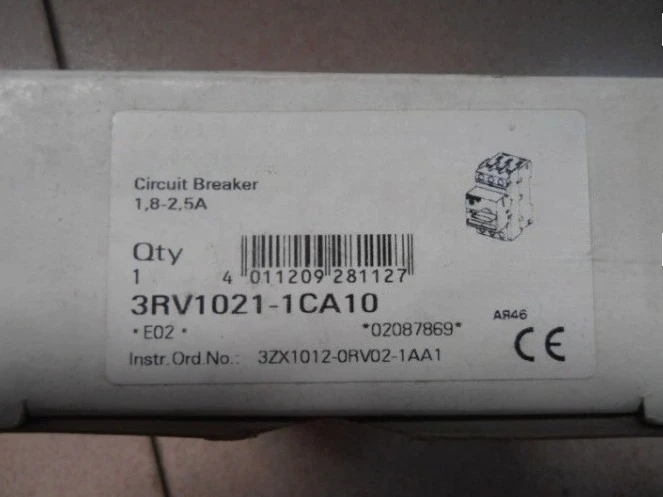 Circuit Breaker
1,8-2,5A
Qty
1
4 011209 281127
3RV1021-1CA10
*E02* *02087869* AR46
Instr.Ord.No.: 3ZX1012-0RV02-1AA1 CE